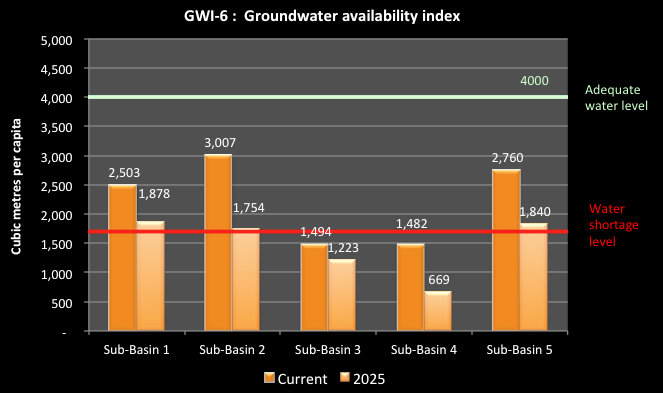 GWI-6 : Groundwater availability index
Cubic metres per capita
5,000
4,500
4,000
3,500
3,000
2,500
2,000
1,500
1,000
500
-
4000
Adequate
water level
Water
shortage
level
2,503
1,878
3,007
1,754
1,494
1,223
1,482
669
2,760
1,840
Sub-Basin 1
Sub-Basin 2
Sub-Basin 3
Sub-Basin 4
Sub-Basin 5
Current
2025